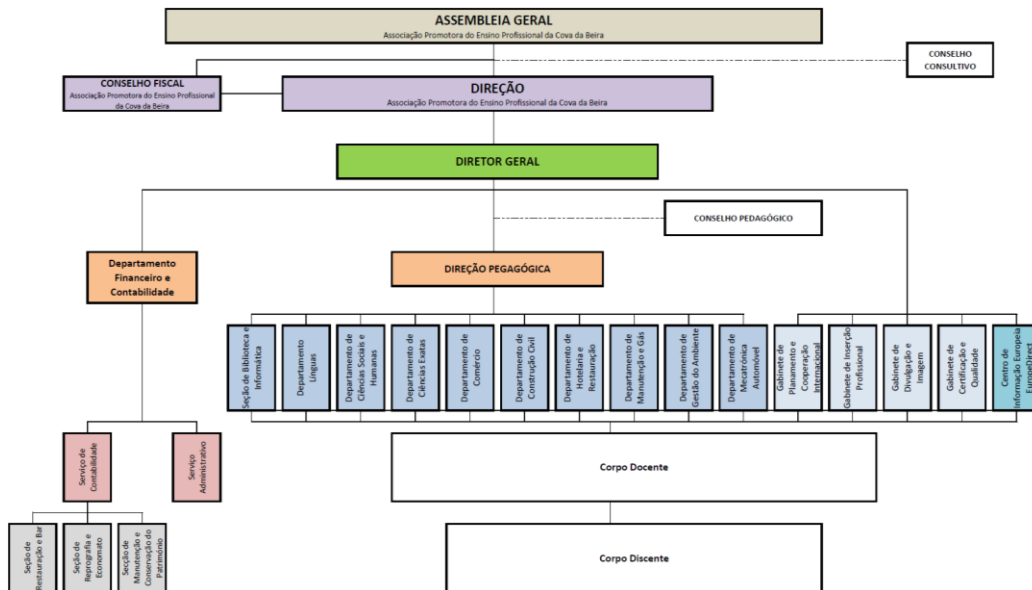 ASSEMBLEIA GERAL
Associação Promotora do Ensino Profissional da Cova da Beira
CONSELHO
CONSULTIVO
CONSELHO FISCAL
Associação Promotora do Ensino Profissional
da Cova da Beira
DIREÇÃO
Associação Promotora do Ensino Profissional da Cova da Beira
DIRETOR GERAL
CONSELHO PEDAGÓGICO
Departamento
Financeiro e
Contabilidade
DIREÇÃO PEGAGÓGICA
Seção de Biblioteca e
Informática
Departamento
Línguas
Departamento de
Ciências Sociais e
Humanas
Departamento de
Ciências Exatas
Departamento de
Comércio
Departamento de
Construção Civil
Departamento de
Hotelaria e
Restauração
Departamento de
Manutenção e Gás
Departamento de
Gestão do Ambiente
Departamento de
Mecatrónica
Automóvel
Gabinete de
Planamento e
Cooperação
Internacional
Gabinete de Inserção
Profissional
Gabinete de
Divulgação e
Imagem
Gabinete de
Certificação e
Qualidade
Centro de
Informação Europeia
EuropeDirect
Serviço de
Contabilidade
Serviço
Administrativo
Corpo Docente
Seção de
Restauração e Bar
Seção de
Reprografia e
Economato
Secção de
Manutenção e
Conservação do
Património
Corpo Discente